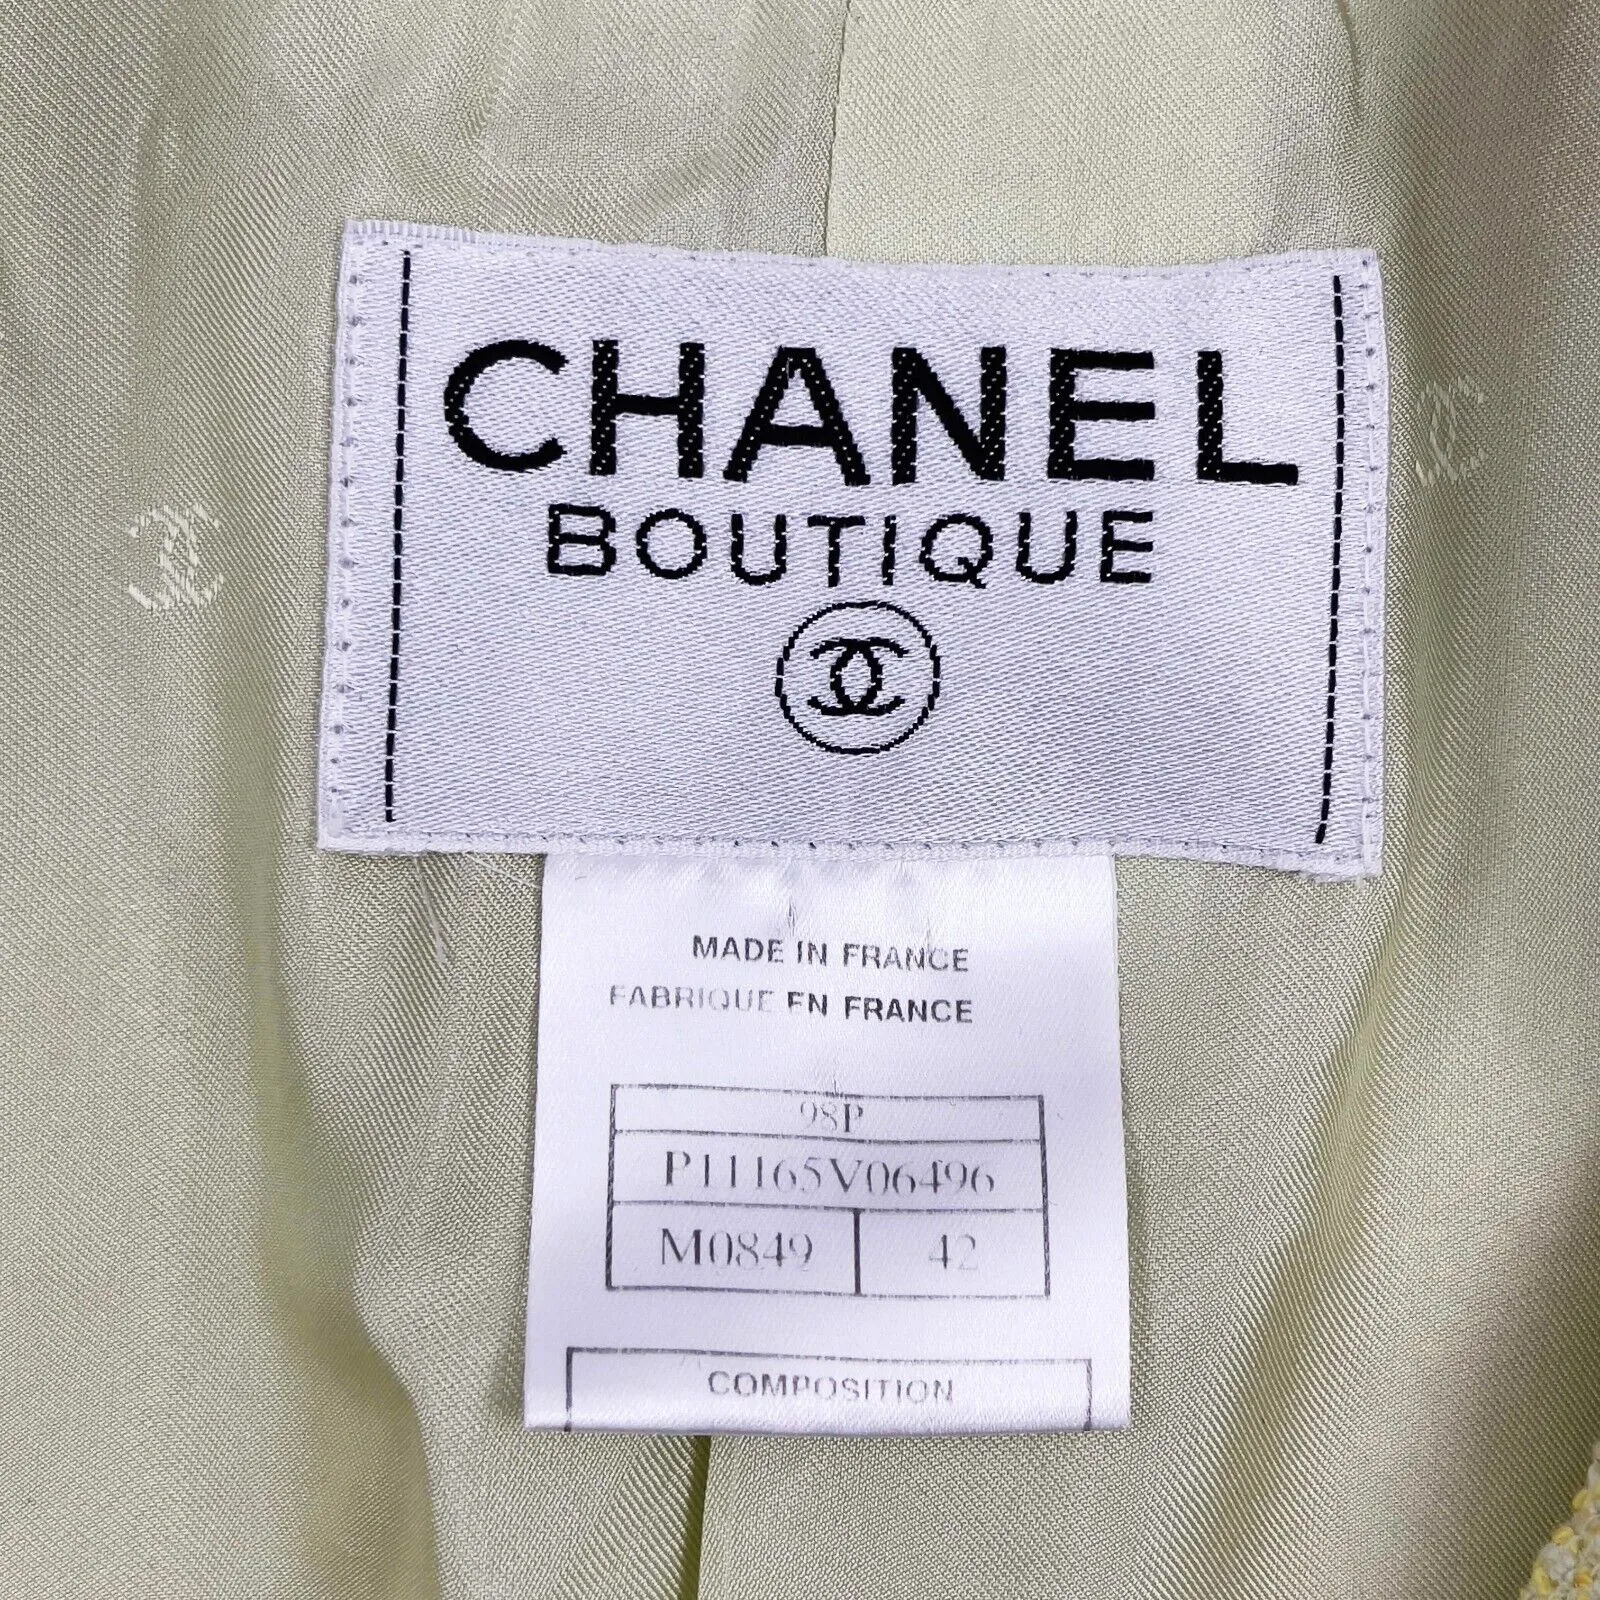 CHANEL
BOUTIQUE
MADE IN FRANCE
FABRIQUE EN FRANCE
98P
P11165V06496
M0849 42
COMPOSITION